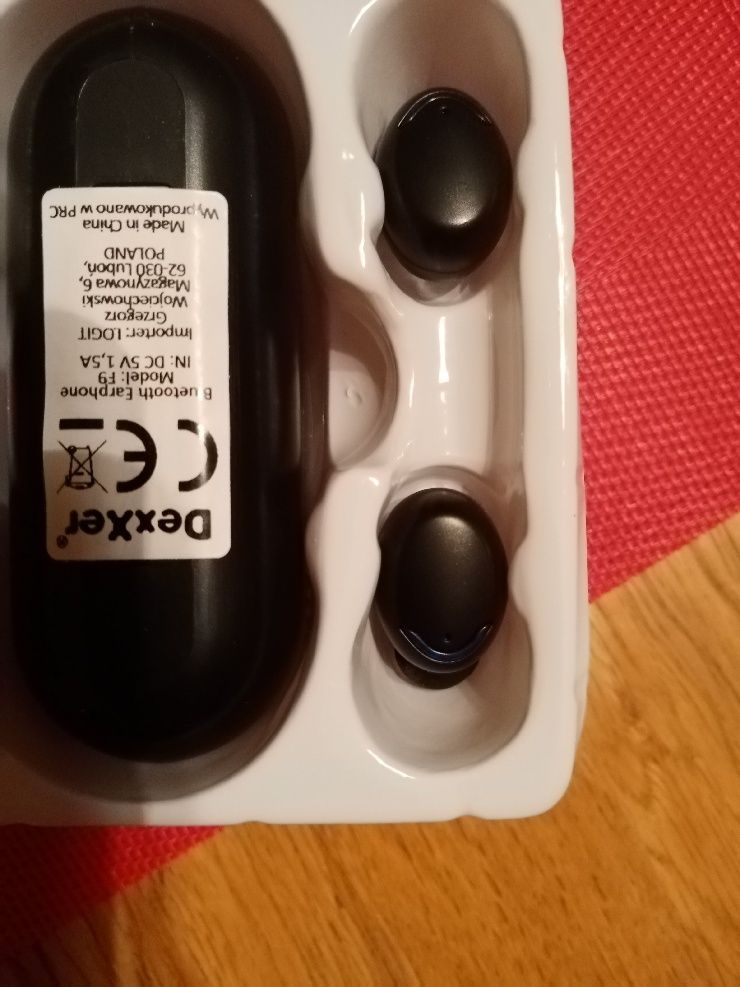 DexXer®
CE
Bluetooth Earphone
Model: F9
IN: DC 5V 1,5A
Importer: LOGIT
Grzegorz
Wojciechowski
Magazynowa 6,
62-030 Luboń,
POLAND
Made in China
Wyprodukowano w PRC